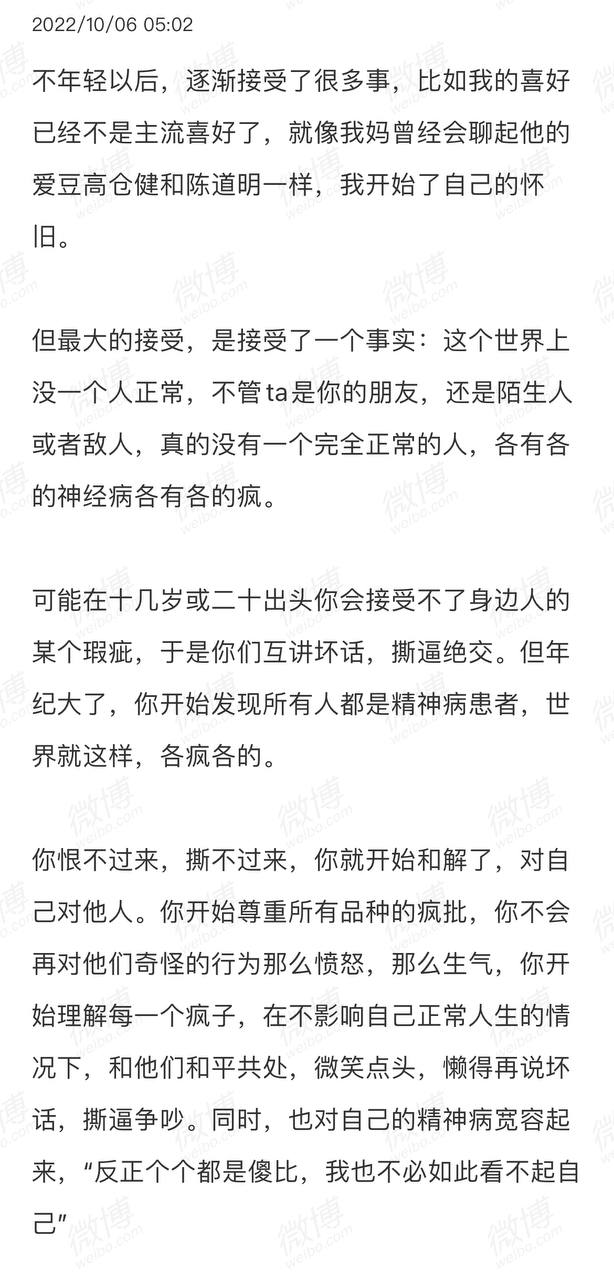 2022/10/06 05:02
不年轻以后，逐渐接受了很多事，比如我的喜好
已经不是主流喜好了，就像我妈曾经会聊起他的
爱豆高仓健和陈道明一样，我开始了自己的怀
旧。
但最大的接受，是接受了一个事实：这个世界上
没一个人正常，不管ta是你的朋友，还是陌生人
或者敌人，真的没有一个完全正常的人，各有各
的神经病各有各的疯。
可能在十几岁或二十出头你会接受不了身边人的
某个瑕疵，于是你们互讲坏话，撕逼绝交。但年
纪大了，你开始发现所有人都是精神病患者，世
界就这样，各疯各的。
你恨不过来，撕不过来，你就开始和解了，对自
己对他人。你开始尊重所有品种的疯批，你不会
再对他们奇怪的行为那么愤怒，那么生气，你开
始理解每一个疯子，在不影响自己正常人生的情
况下，和他们和平共处，微笑点头，懒得再说坏
话，撕逼争吵。同时，也对自己的精神病宽容起
来，“反正个个都是傻比，我也不必如此看不起自
己”